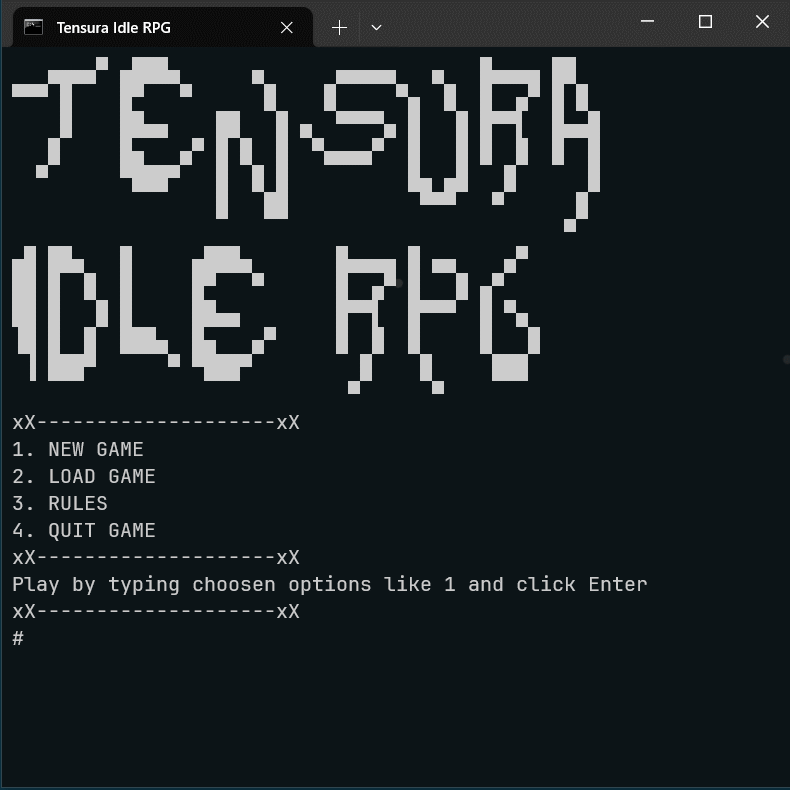 Tensura Idle RPG
TENSURA
IDLE RPG
xX--------------------xX
1. NEW GAME
2. LOAD GAME
3. RULES
4. QUIT GAME
xX--------------------xX
Play by typing choosen options like 1 and click Enter
xX--------------------xX
#